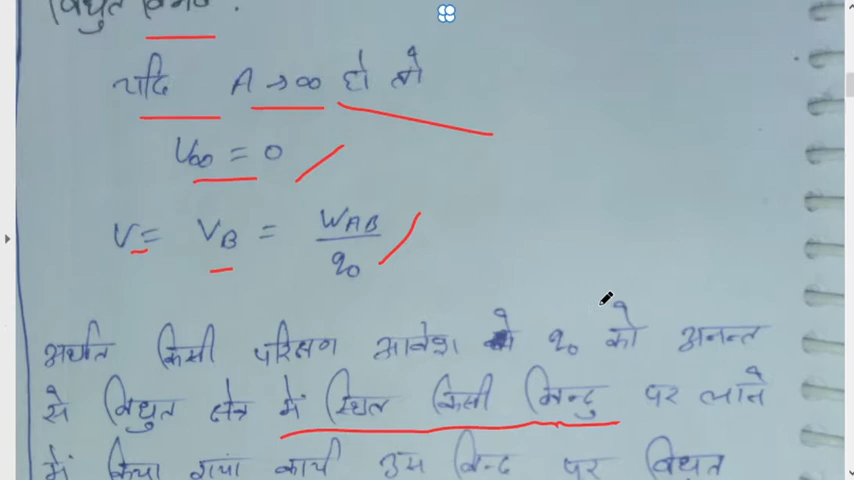 विद्युत विभव :
यदि A → ∞ हो तो
V∞ = 0
V = V_B = W_AB / q₀
अर्थात किसी परिक्षण आवेश को q₀ को अनन्त
से विद्युत क्षेत्र में स्थित किसी बिन्दु पर लाने
में किया गया कार्य उस बिन्दु पर विद्युत